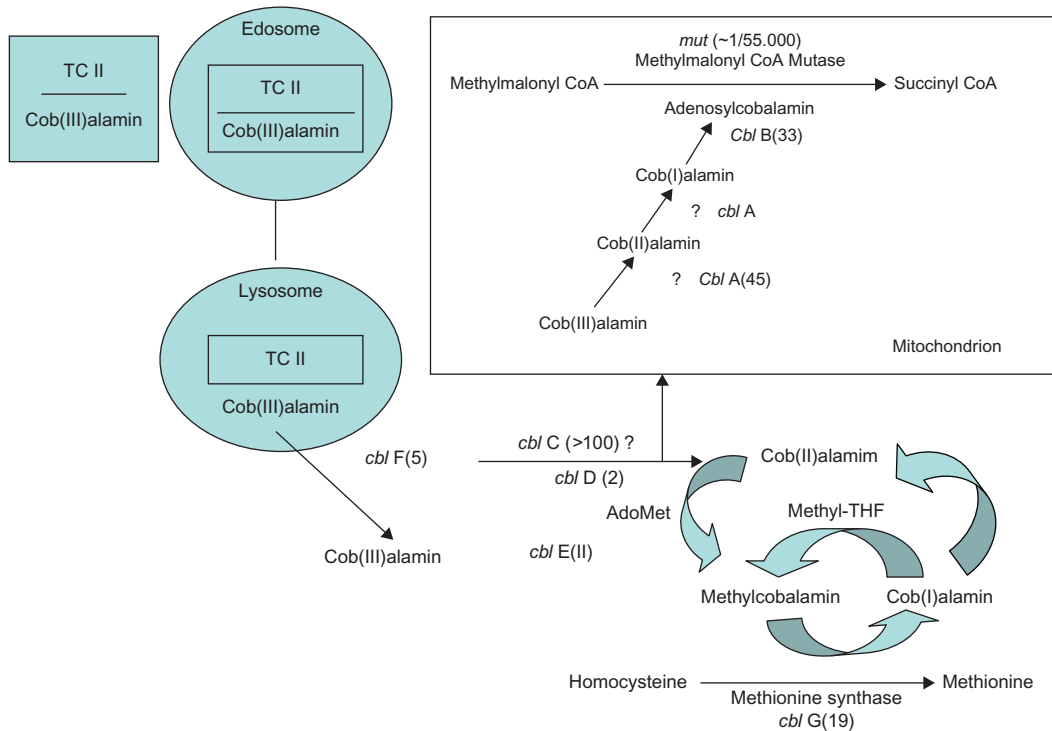 TC II
Cob(III)alamin
Edosome
TC II
Cob(III)alamin
Lysosome
TC II
Cob(III)alamin
cbl F(5)
Cob(III)alamin
mut (~1/55.000)
Methylmalonyl CoA Mutase
Methylmalonyl CoA
Succinyl CoA
Adenosylcobalamin
Cbl B(33)
Cob(I)alamin
? cbl A
Cob(II)alamin
? Cbl A(45)
Cob(III)alamin
Mitochondrion
cbl C (>100) ?
cbl D (2)
Cob(II)alamim
AdoMet
Methyl-THF
cbl E(II)
Methylcobalamin
Cob(I)alamin
Homocysteine
Methionine
Methionine synthase
cbl G(19)